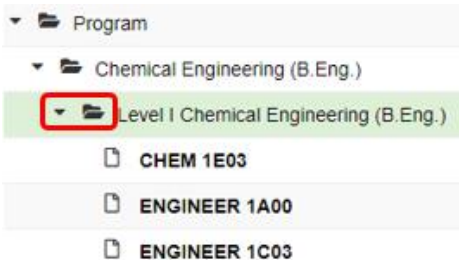 Program
Chemical Engineering (B.Eng.)
Level I Chemical Engineering (B.Eng.)
CHEM 1E03
ENGINEER 1A00
ENGINEER 1C03